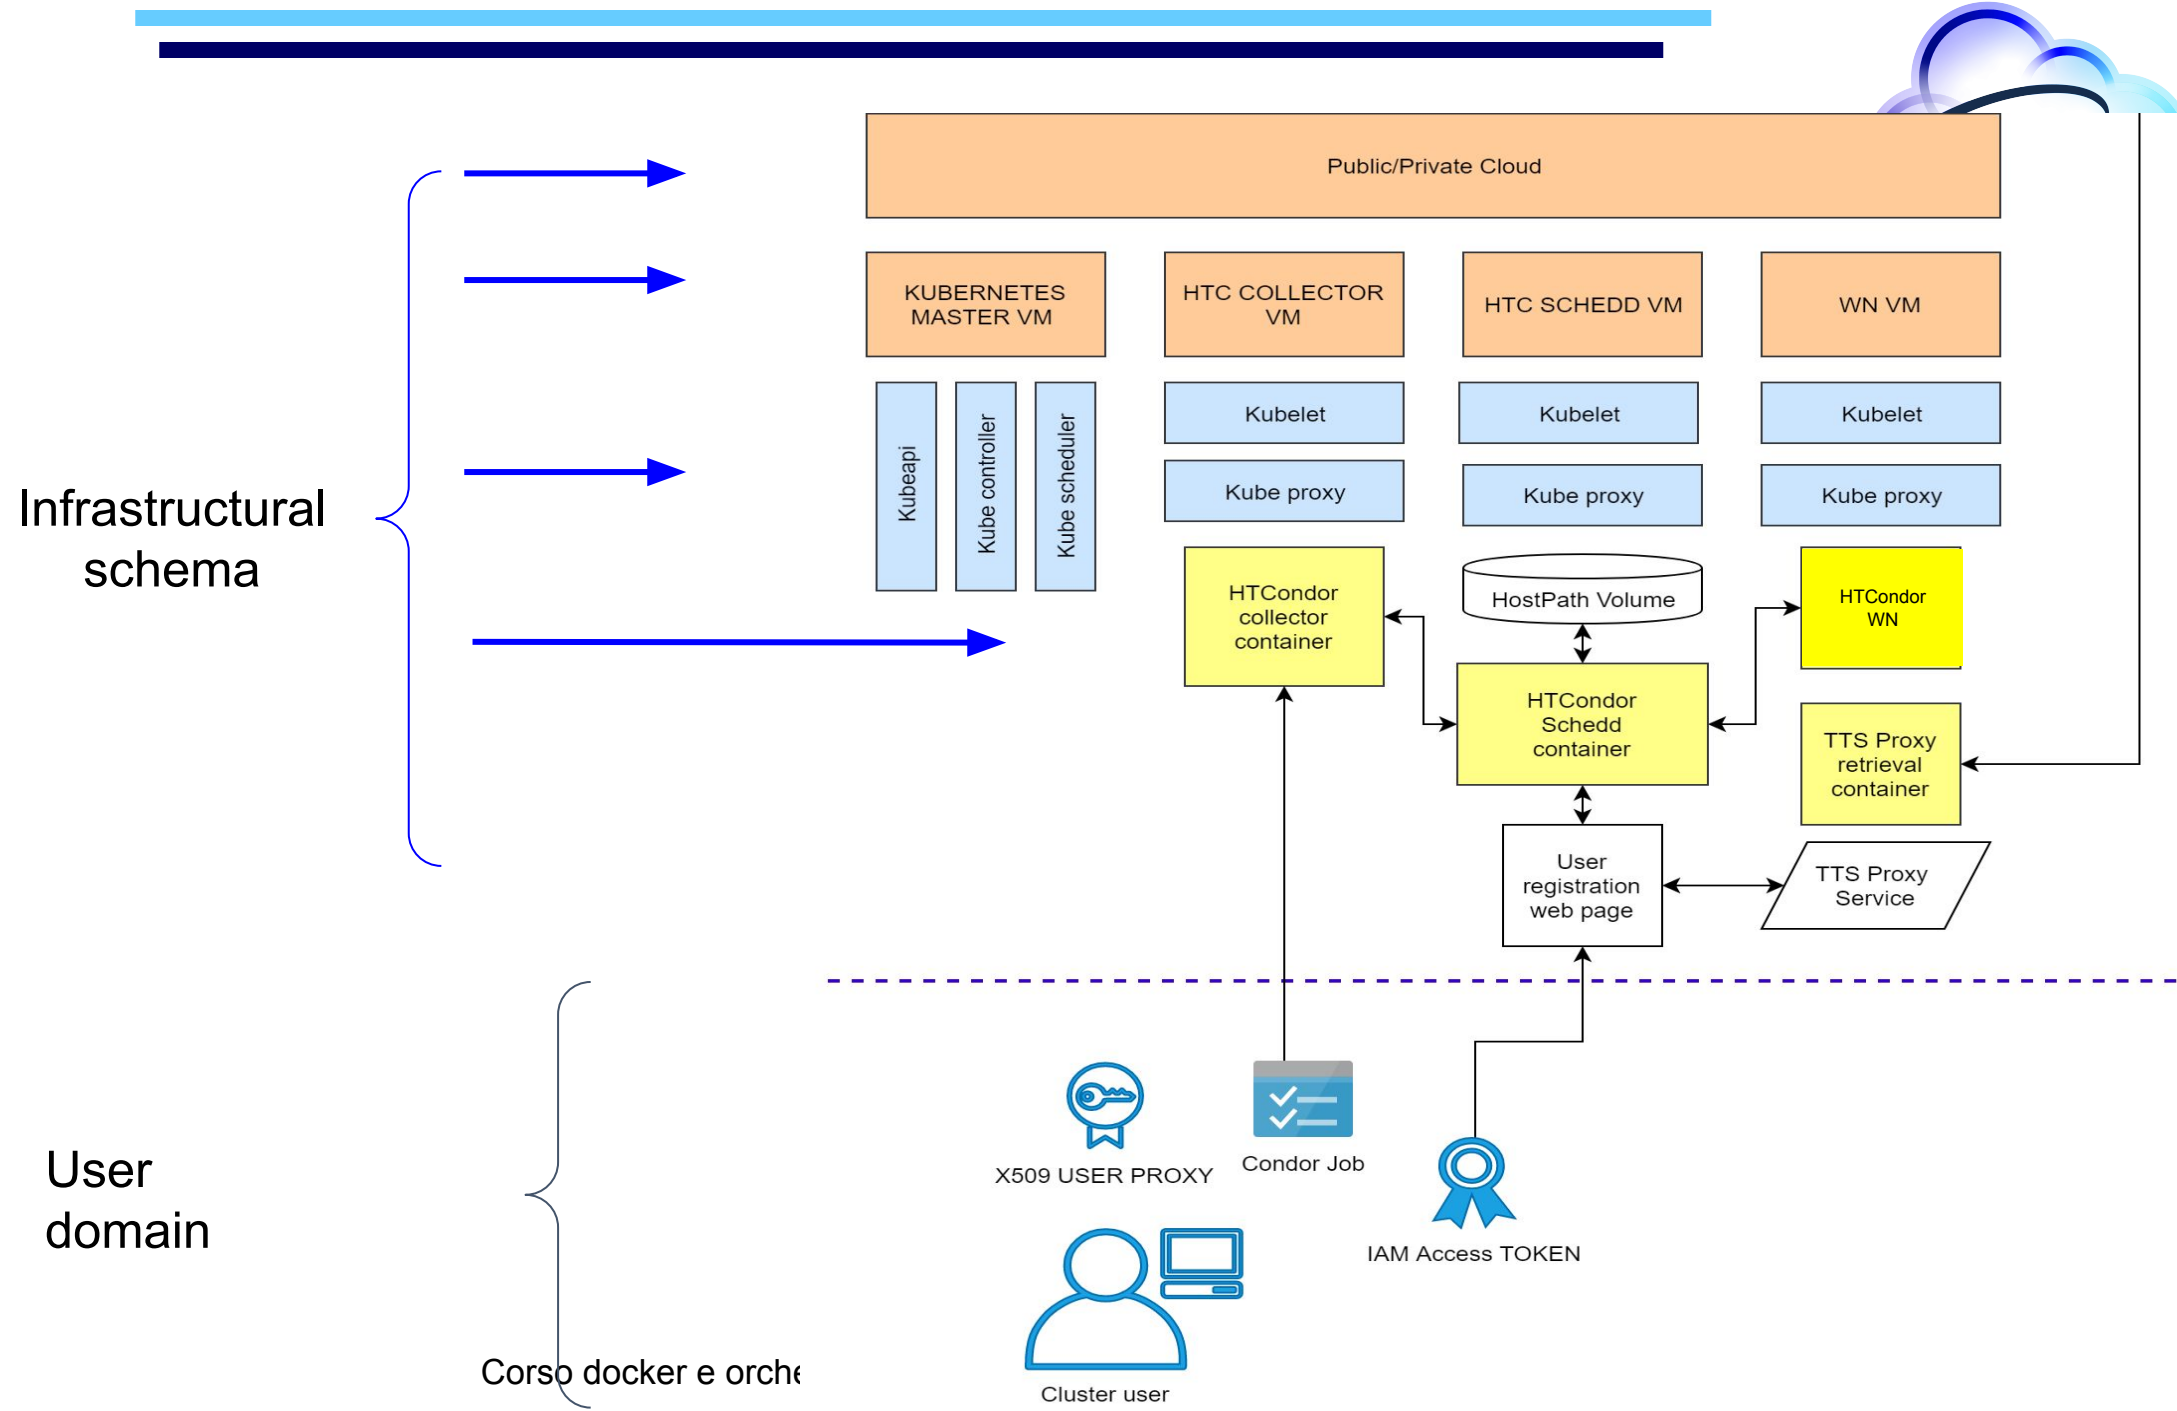 Public/Private Cloud
KUBERNETES
MASTER VM
HTC COLLECTOR
VM
HTC SCHEDD VM
WN VM
Kubeapi
Kube controller
Kube scheduler
Kubelet
Kubelet
Kubelet
Kube proxy
Kube proxy
Kube proxy
Infrastructural
schema
HTCondor
collector
container
HostPath Volume
HTCondor
WN
HTCondor
Schedd
container
TTS Proxy
retrieval
container
User
registration
web page
TTS Proxy
Service
User
domain
X509 USER PROXY
Condor Job
IAM Access TOKEN
Cluster user
Corso docker e orche